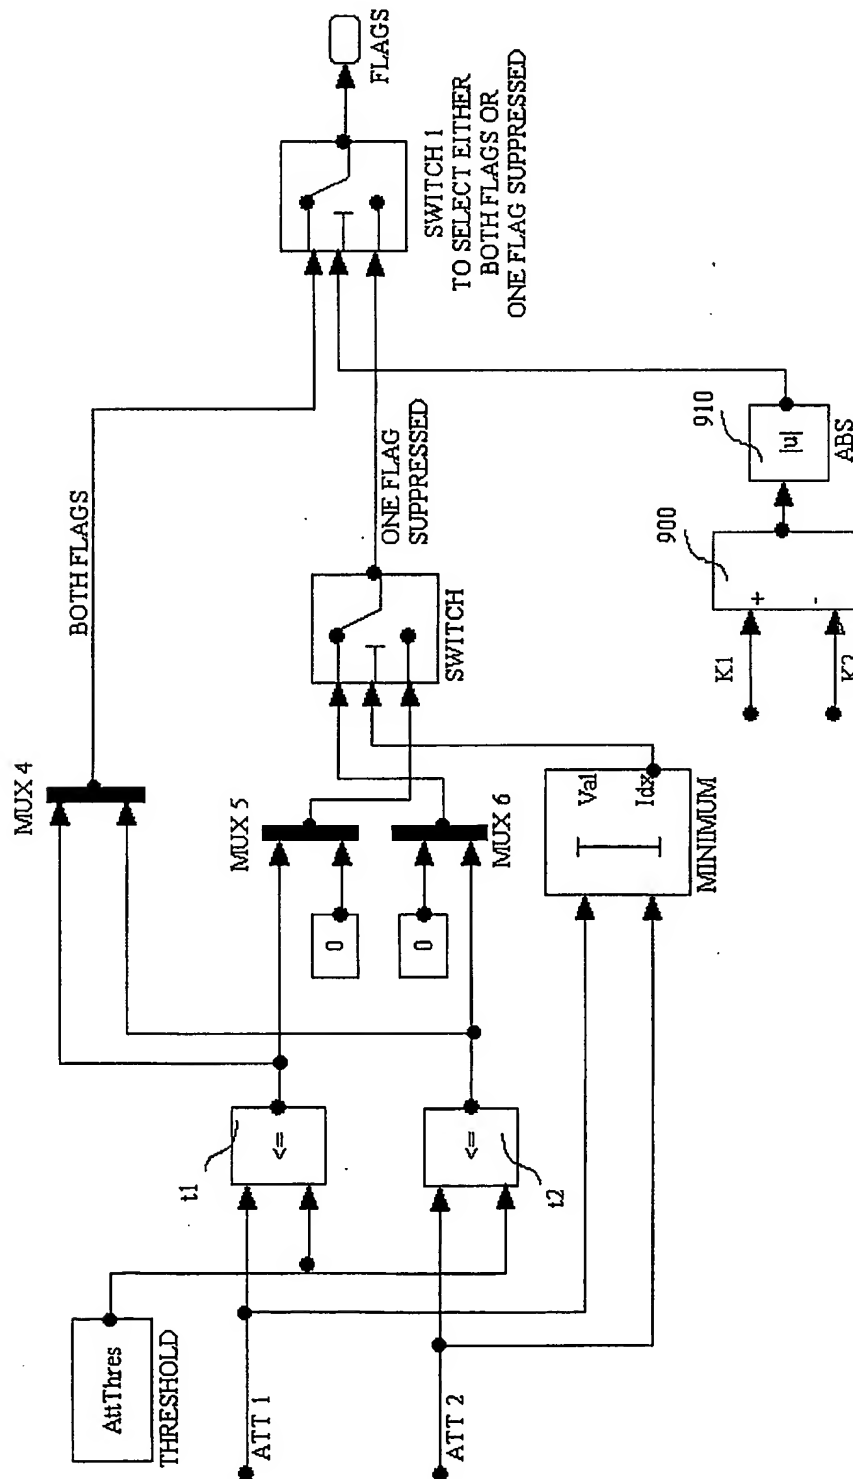 AttThres
THRESHOLD
ATT 1
ATT 2
t1
<=
<=
t2
MUX 4
BOTH FLAGS
MUX 5
0
0
MUX 6
Val
Idx
MINIMUM
SWITCH
ONE FLAG
SUPPRESSED
K1
K2
+
-
900
910
|u|
ABS
SWITCH 1
TO SELECT EITHER
BOTH FLAGS OR
ONE FLAG SUPPRESSED
FLAGS